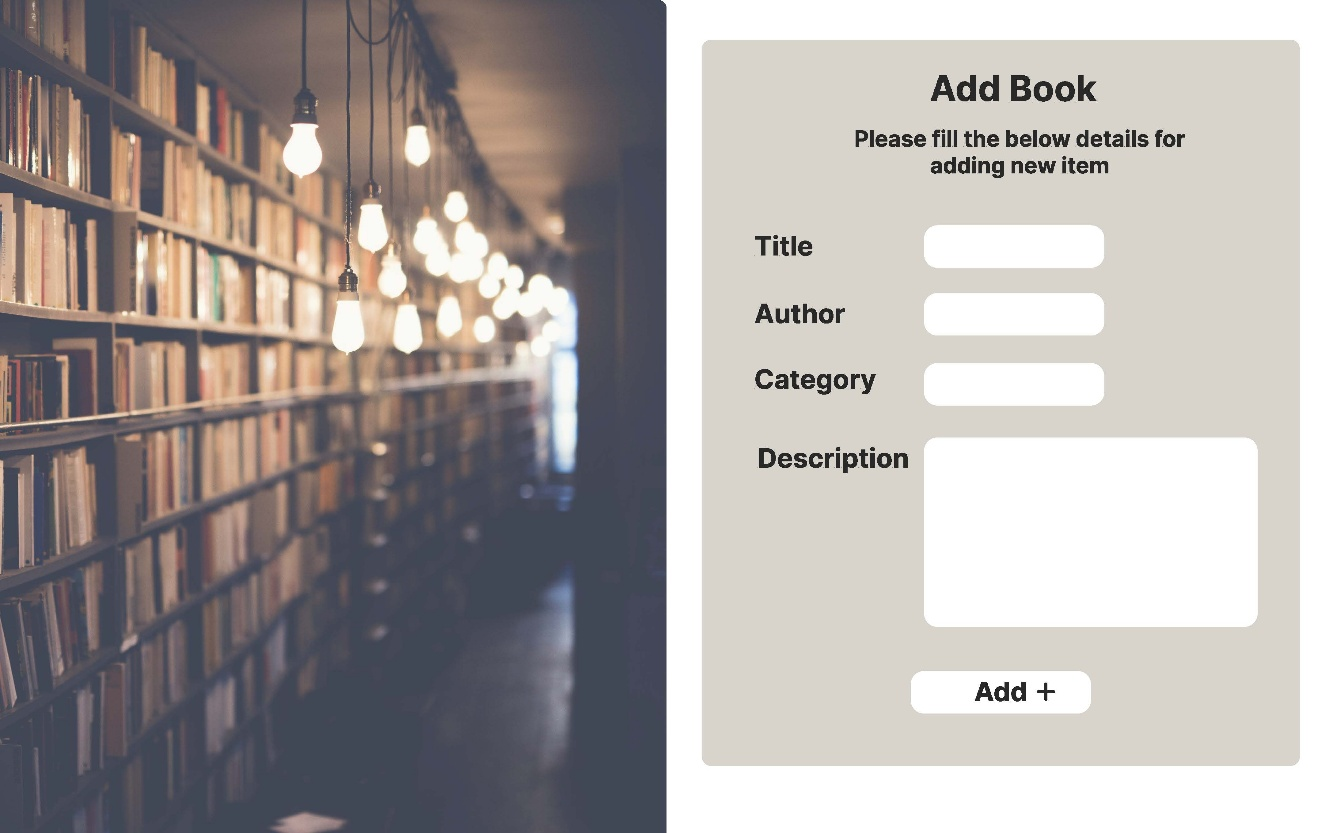 Add Book
Please fill the below details for
adding new item
Title
Author
Category
Description
Add +